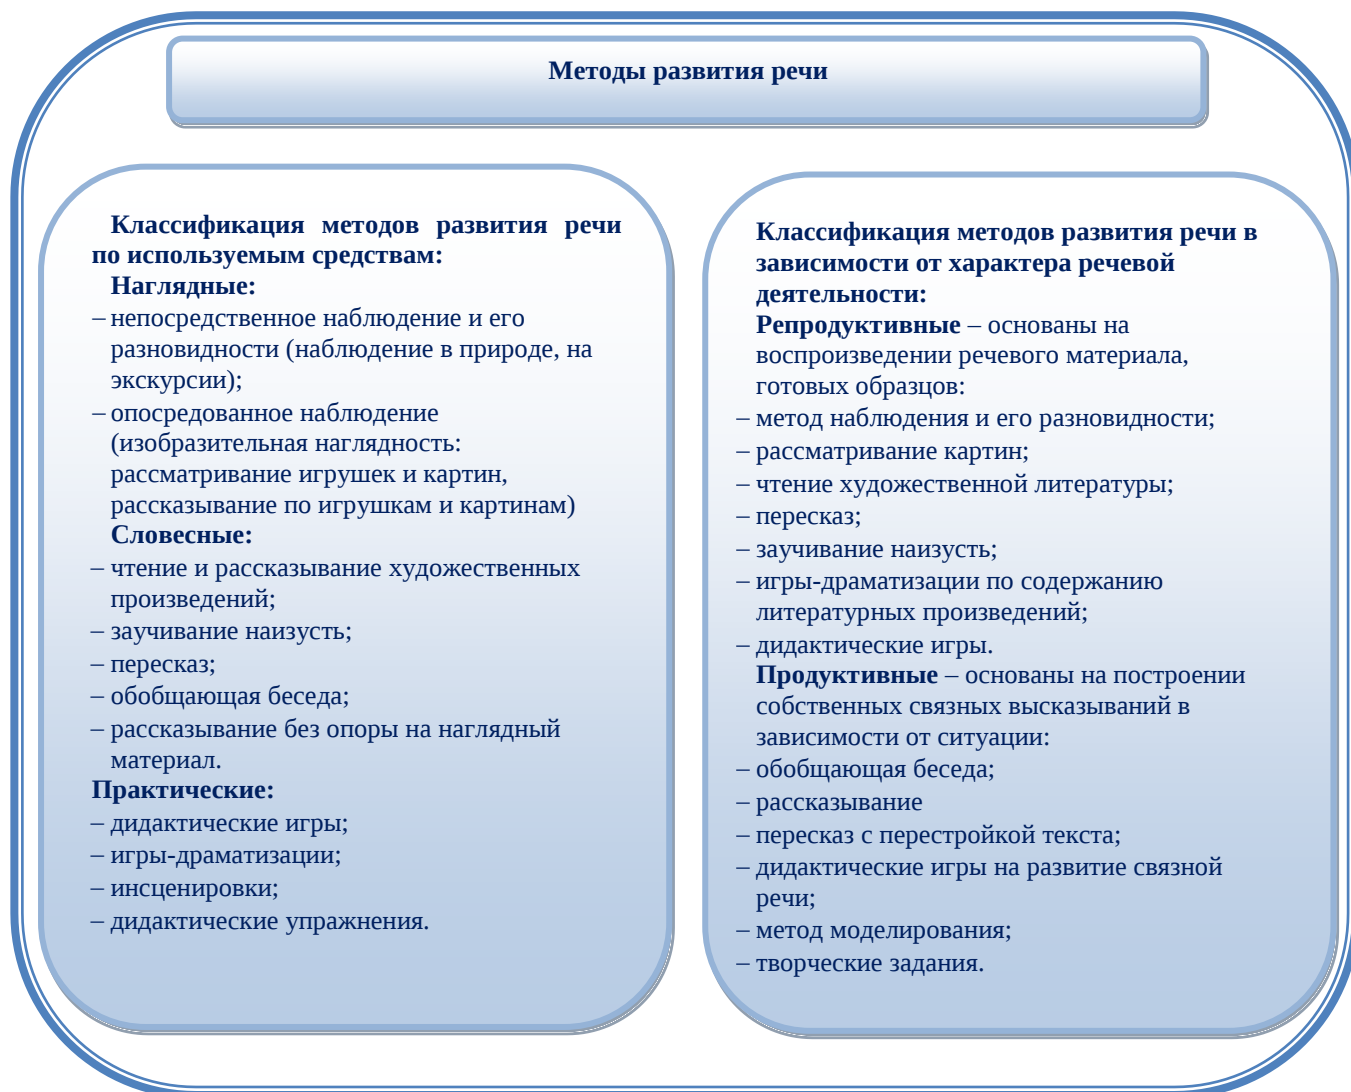 Методы развития речи
Классификация методов развития речи
по используемым средствам:
Наглядные:
– непосредственное наблюдение и его
разновидности (наблюдение в природе, на
экскурсии);
– опосредованное наблюдение
(изобразительная наглядность:
рассматривание игрушек и картин,
рассказывание по игрушкам и картинам)
Словесные:
– чтение и рассказывание художественных
произведений;
– заучивание наизусть;
– пересказ;
– обобщающая беседа;
– рассказывание без опоры на наглядный
материал.
Практические:
– дидактические игры;
– игры-драматизации;
– инсценировки;
– дидактические упражнения.
Классификация методов развития речи в
зависимости от характера речевой
деятельности:
Репродуктивные – основаны на
воспроизведении речевого материала,
готовых образцов:
– метод наблюдения и его разновидности;
– рассматривание картин;
– чтение художественной литературы;
– пересказ;
– заучивание наизусть;
– игры-драматизации по содержанию
литературных произведений;
– дидактические игры.
Продуктивные – основаны на построении
собственных связных высказываний в
зависимости от ситуации:
– обобщающая беседа;
– рассказывание
– пересказ с перестройкой текста;
– дидактические игры на развитие связной
речи;
– метод моделирования;
– творческие задания.